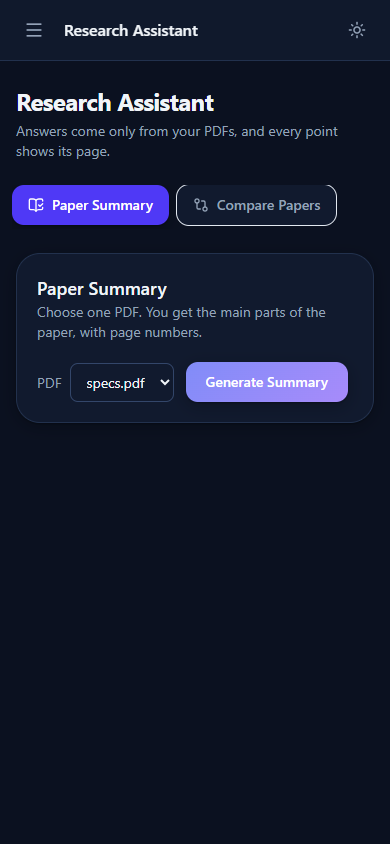 Research Assistant
Research Assistant
Answers come only from your PDFs, and every point
shows its page.
Paper Summary
Compare Papers
Paper Summary
Choose one PDF. You get the main parts of the
paper, with page numbers.
PDF
specs.pdf
Generate Summary